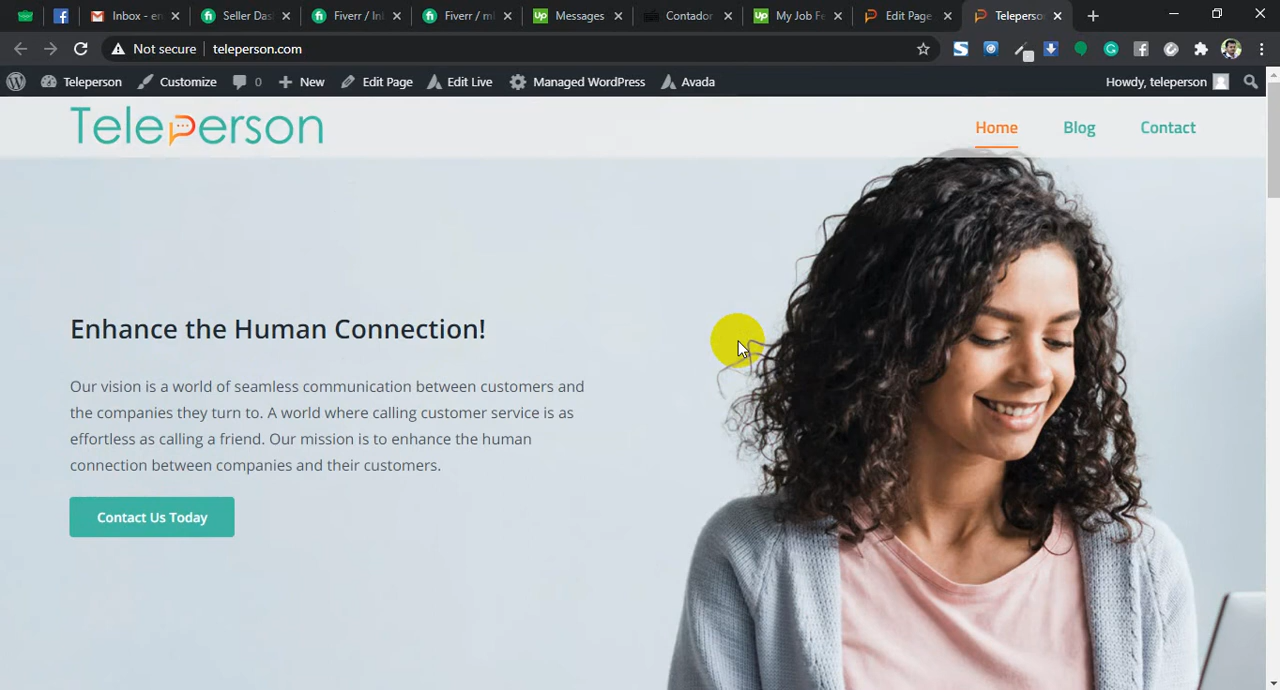 Inbox - em
Seller Das
Fiverr / In
Fiverr / m
Messages
Contador
My Job Fe
Edit Page
Teleperso
Not secure
teleperson.com
Teleperson
Customize
0
New
Edit Page
Edit Live
Managed WordPress
Avada
Howdy, teleperson
Teleperson
Home
Blog
Contact
Enhance the Human Connection!
Our vision is a world of seamless communication between customers and
the companies they turn to. A world where calling customer service is as
effortless as calling a friend. Our mission is to enhance the human
connection between companies and their customers.
Contact Us Today